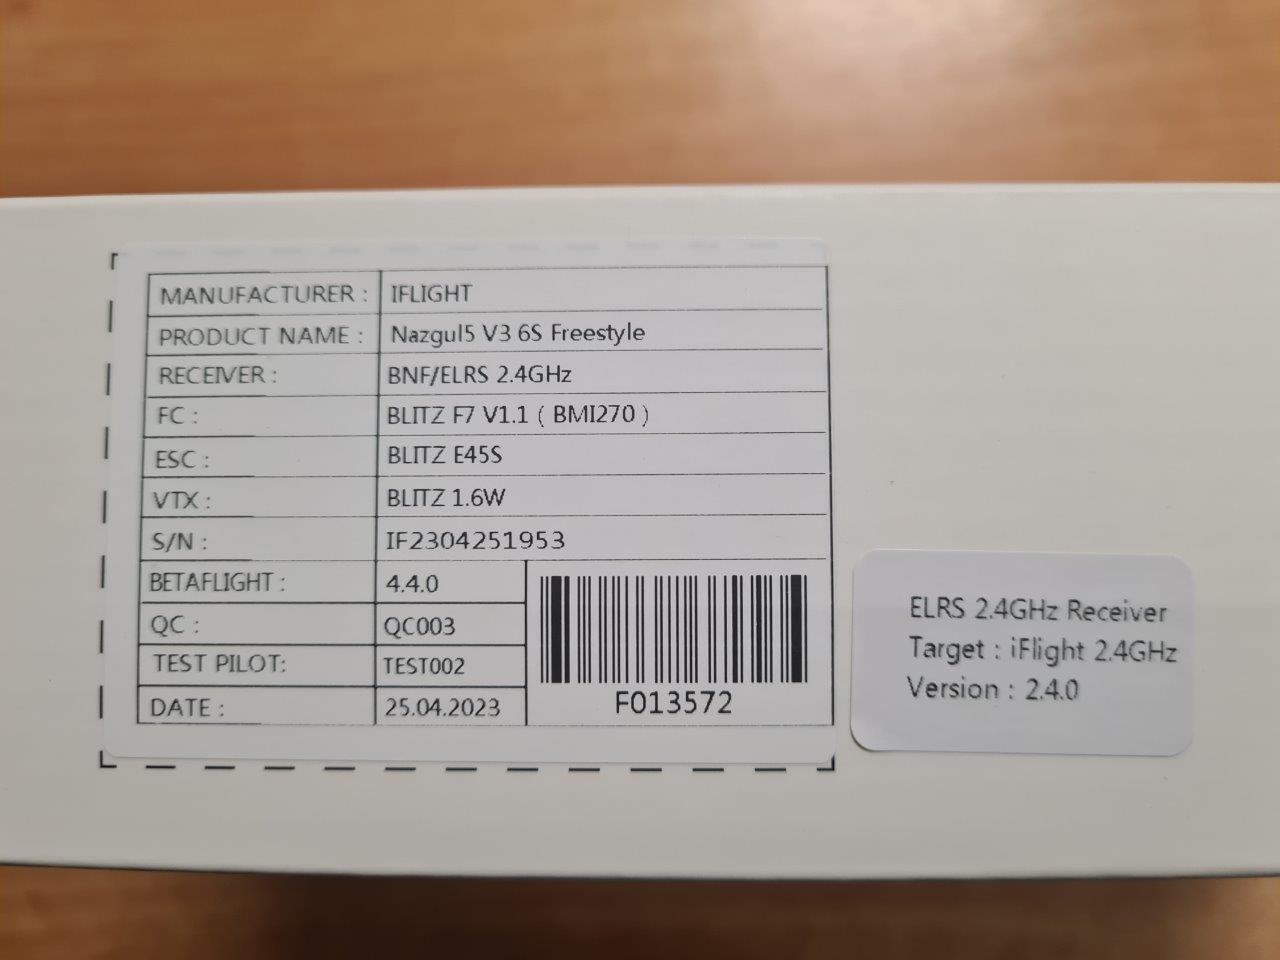 MANUFACTURER : IFLIGHT
PRODUCT NAME : Nazgul5 V3 6S Freestyle
RECEIVER : BNF/ELRS 2.4GHz
FC : BLITZ F7 V1.1 ( BMI270 )
ESC : BLITZ E45S
VTX : BLITZ 1.6W
S/N : IF2304251953
BETAFLIGHT : 4.4.0
QC : QC003
TEST PILOT: TEST002
DATE : 25.04.2023
F013572
ELRS 2.4GHz Receiver
Target : iFlight 2.4GHz
Version : 2.4.0